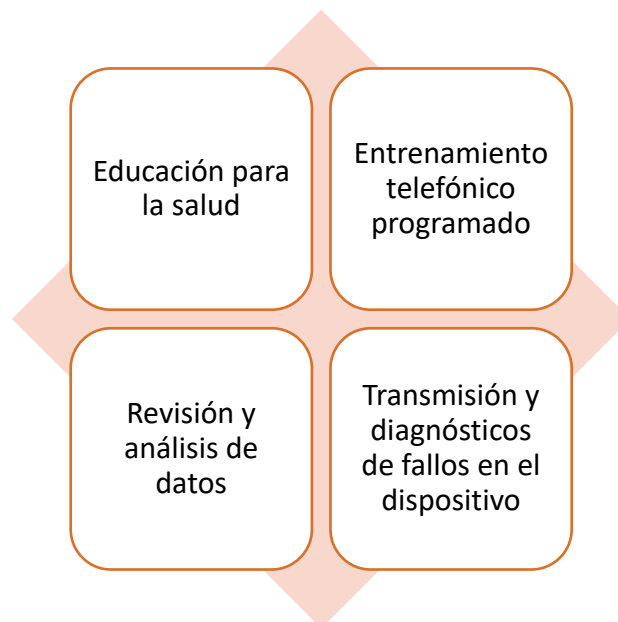 Educación para
la salud
Entrenamiento
telefónico
programado
Revisión y
análisis de
datos
Transmisión y
diagnósticos
de fallos en el
dispositivo